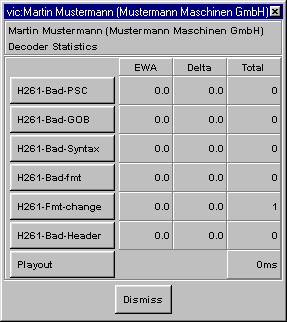 vic:Martin Mustermann (Mustermann Maschinen GmbH)
Martin Mustermann (Mustermann Maschinen GmbH)
Decoder Statistics
EWA Delta Total
H261-Bad-PSC 0.0 0.0 0
H261-Bad-GOB 0.0 0.0 0
H261-Bad-Syntax 0.0 0.0 0
H261-Bad-fmt 0.0 0.0 0
H261-Fmt-change 0.0 0.0 1
H261-Bad-Header 0.0 0.0 0
Playout 0ms
Dismiss